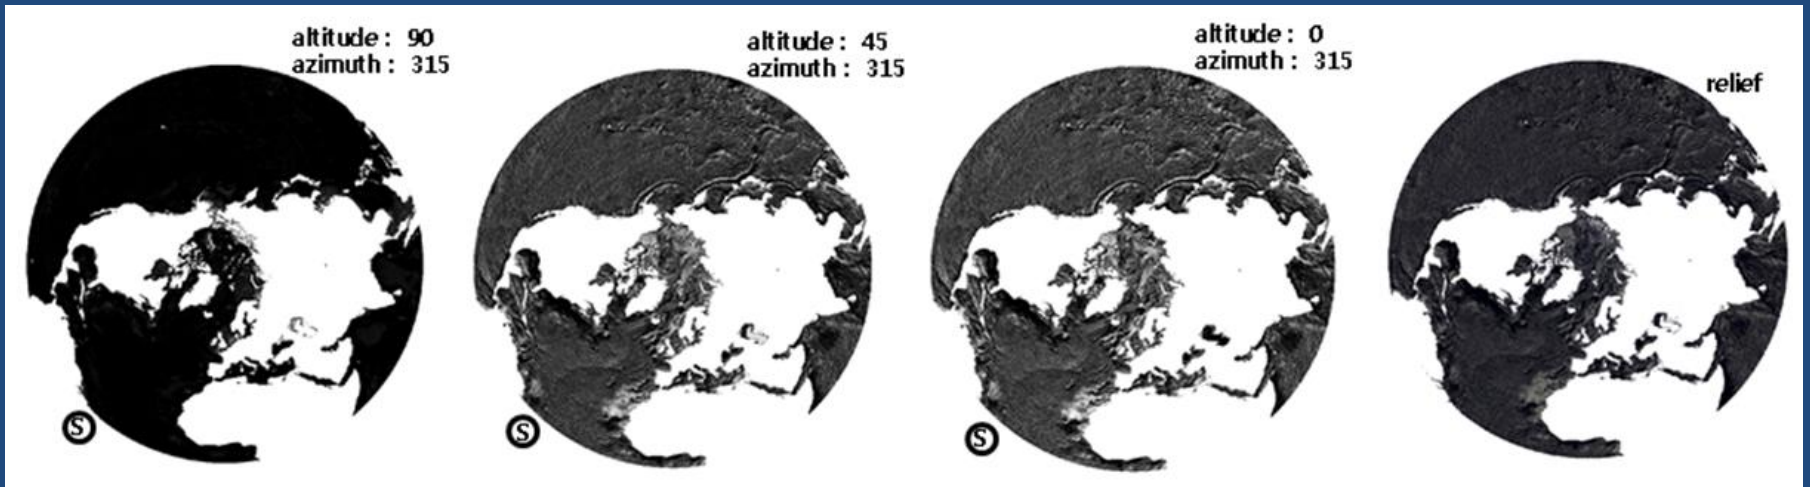 altitude : 90
azimuth : 315
altitude : 45
azimuth : 315
altitude : 0
azimuth : 315
relief
S
S
S